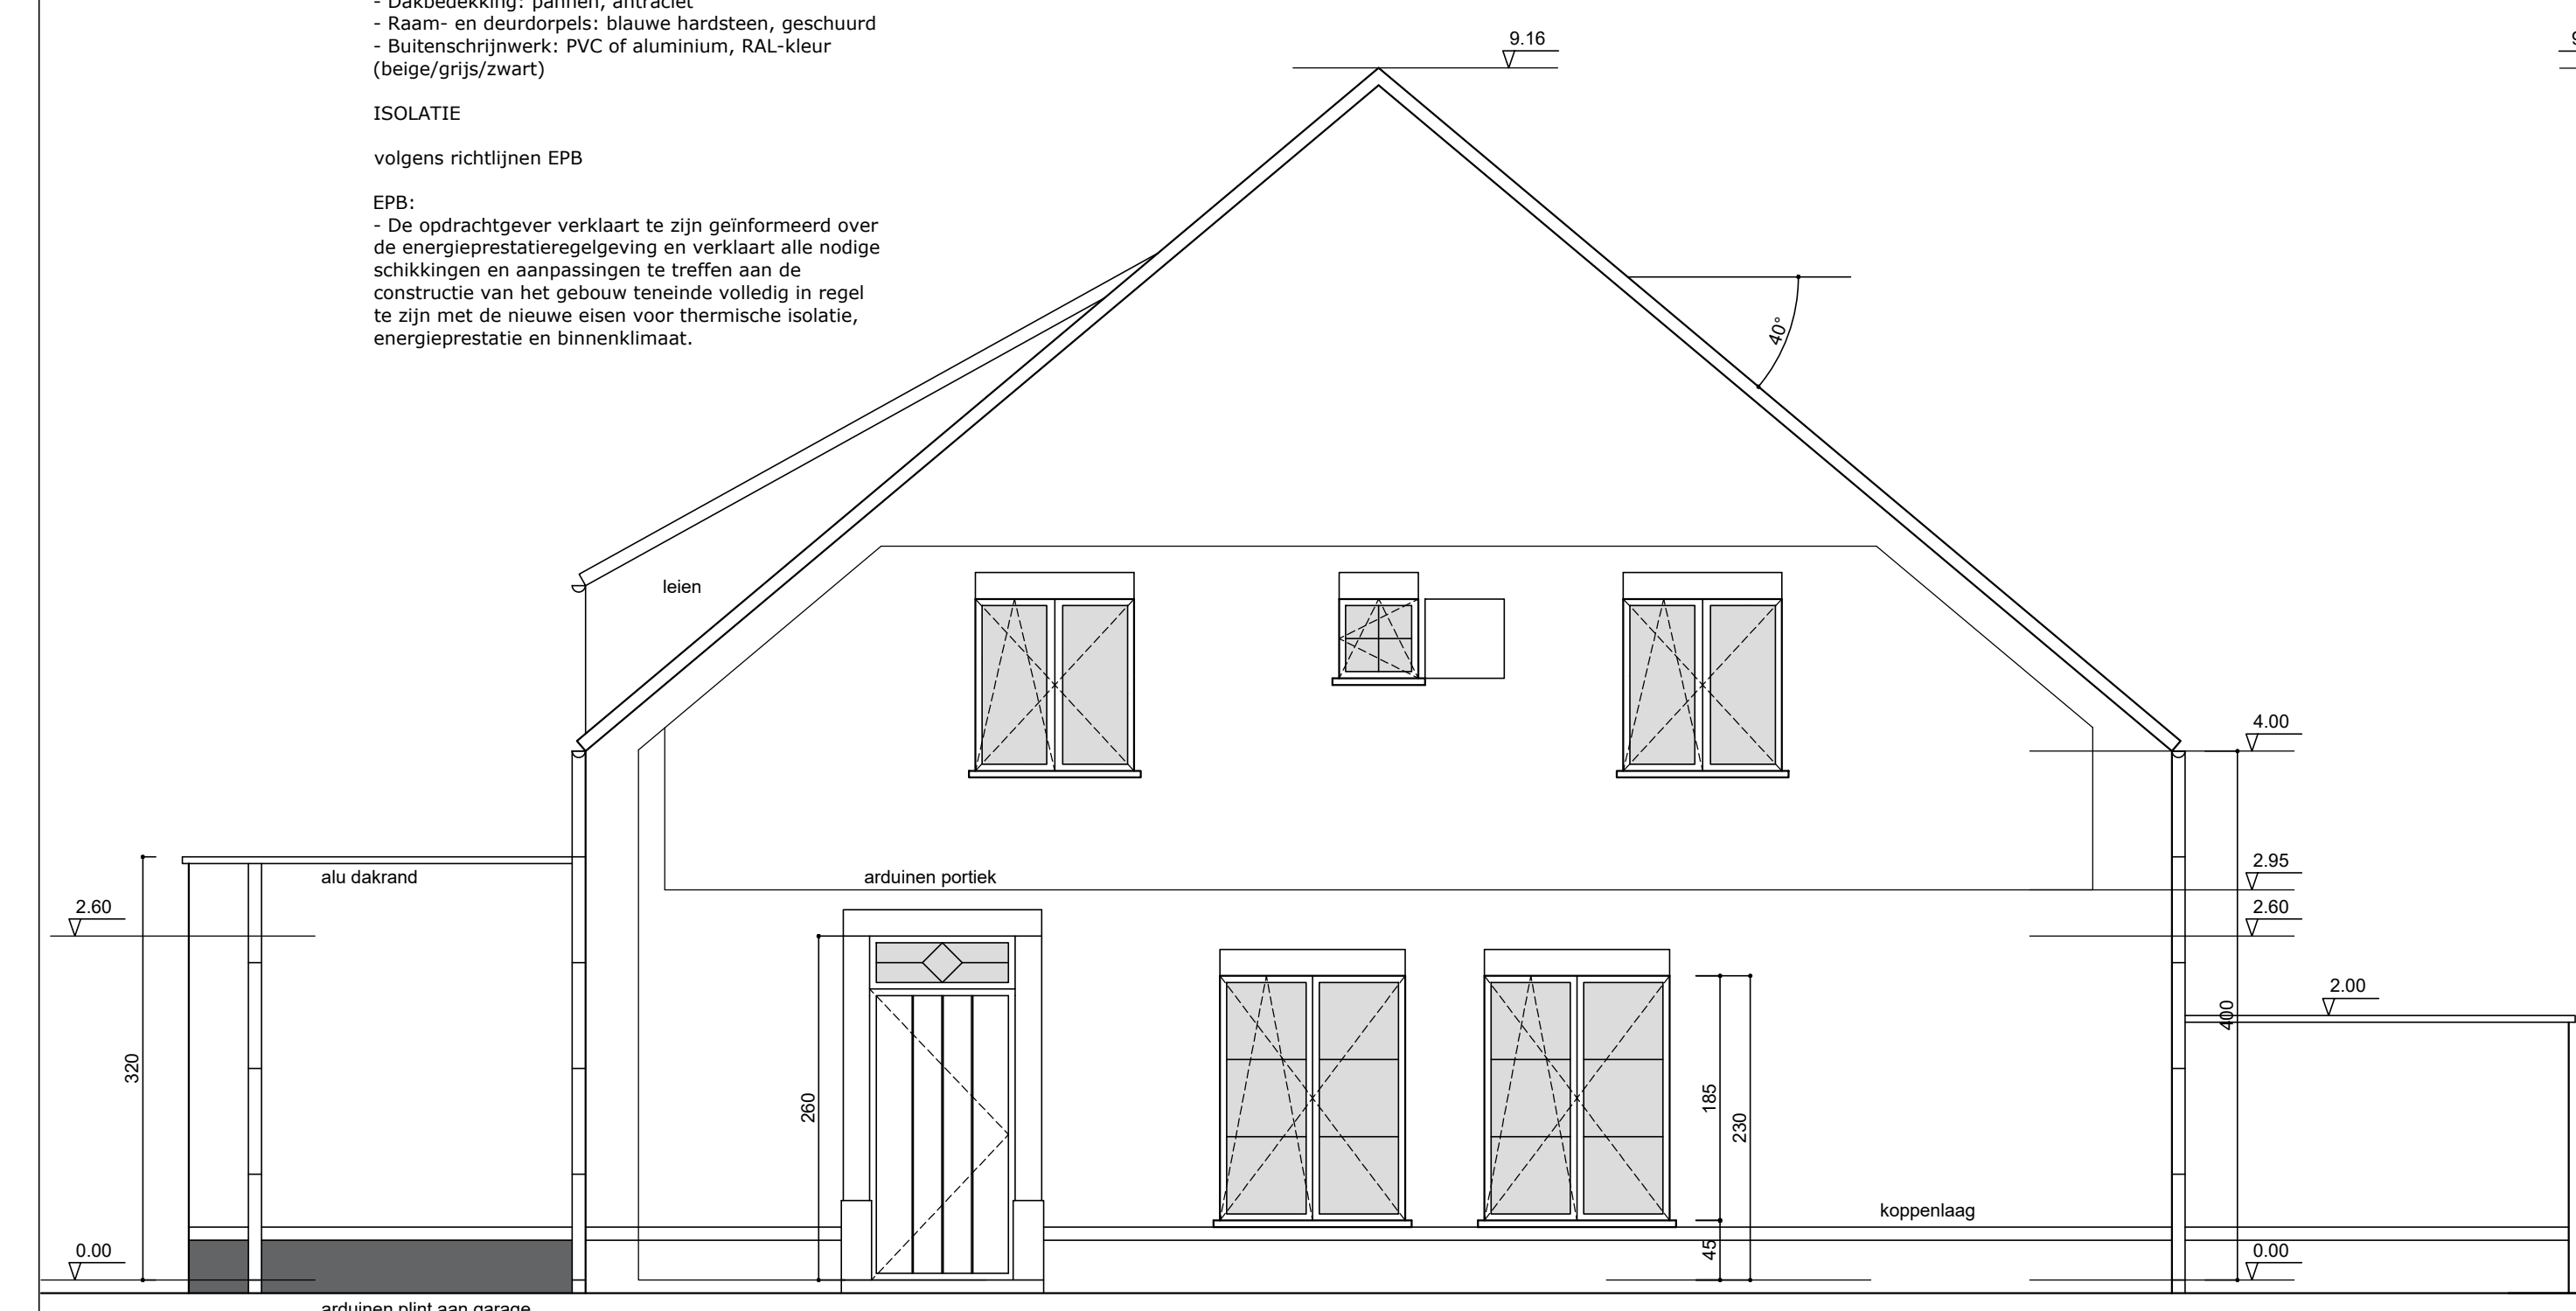 - Dakbedekking: pannen, antraciet
- Raam- en deurdorpels: blauwe hardsteen, geschuurd
- Buitenschrijnwerk: PVC of aluminium, RAL-kleur
(beige/grijs/zwart)
ISOLATIE
volgens richtlijnen EPB
EPB:
- De opdrachtgever verklaart te zijn geïnformeerd over
de energieprestatieregelgeving en verklaart alle nodige
schikkingen en aanpassingen te treffen aan de
constructie van het gebouw teneinde volledig in regel
te zijn met de nieuwe eisen voor thermische isolatie,
energieprestatie en binnenklimaat.
9.16
40°
leien
4.00
alu dakrand
arduinen portiek
2.95
2.60
2.60
2.00
400
320
260
185
230
koppenlaag
45
0.00
0.00
arduinen plint aan garage